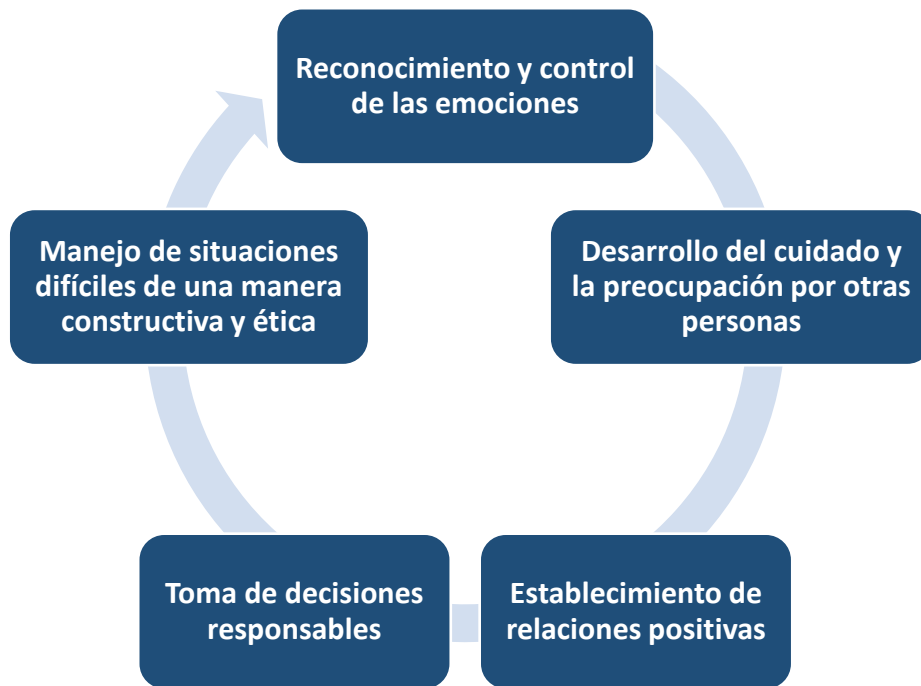 Reconocimiento y control
de las emociones
Desarrollo del cuidado y
la preocupación por otras
personas
Establecimiento de
relaciones positivas
Toma de decisiones
responsables
Manejo de situaciones
difíciles de una manera
constructiva y ética